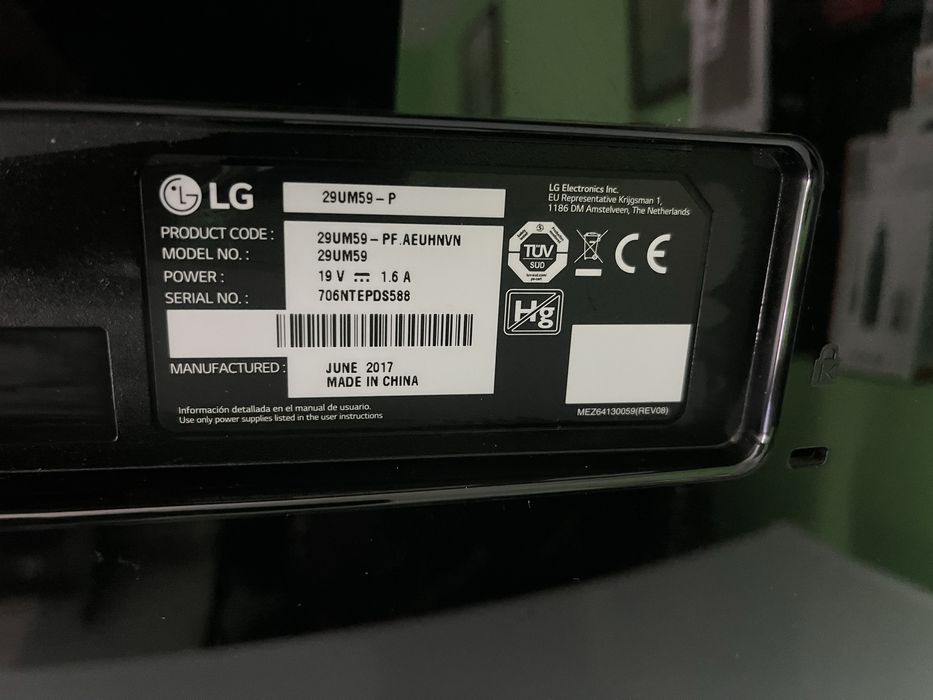 LG
29UM59-P
LG Electronics Inc.
EU Representative Krijgsman 1,
1186 DM Amstelveen, The Netherlands
PRODUCT CODE : 29UM59-PF.AEUHNVN
MODEL NO. : 29UM59
POWER : 19 V ⎓ 1.6 A
SERIAL NO. : 706NTEPDS588
TÜV
SÜD
CE
Hg
MANUFACTURED : JUNE 2017
MADE IN CHINA
Información detallada en el manual de usuario.
Use only power supplies listed in the user instructions
MEZ64130059(REV08)
K